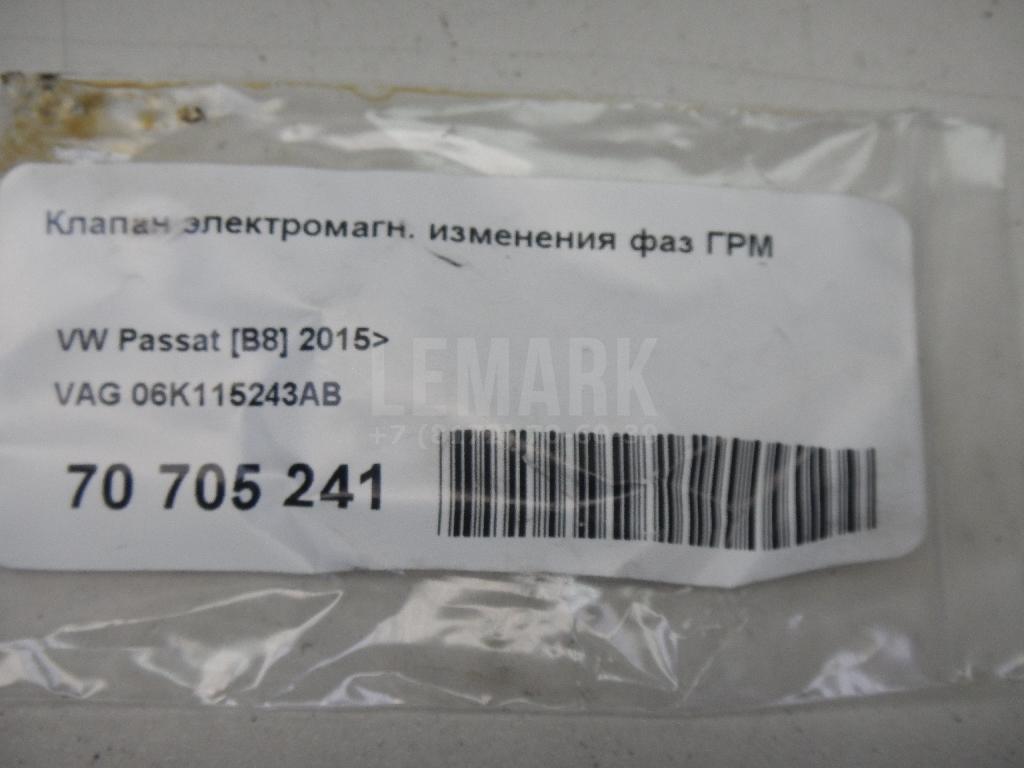 Клапан электромагн. изменения фаз ГРМ
VW Passat [B8] 2015>
LEMARK
VAG 06K115243AB
70 705 241